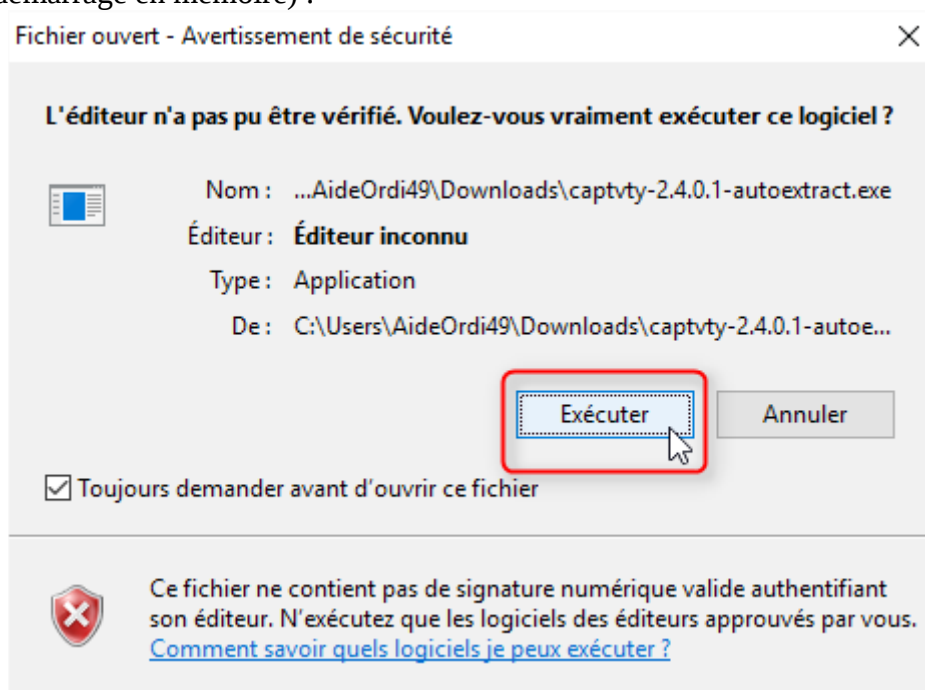 démarrage en mémoire) :
Fichier ouvert - Avertissement de sécurité
L'éditeur n'a pas pu être vérifié. Voulez-vous vraiment exécuter ce logiciel ?
Nom : ...AideOrdi49\Downloads\captvty-2.4.0.1-autoextract.exe
Éditeur : Éditeur inconnu
Type : Application
De : C:\Users\AideOrdi49\Downloads\captvty-2.4.0.1-autoe...
Exécuter Annuler
Toujours demander avant d'ouvrir ce fichier
Ce fichier ne contient pas de signature numérique valide authentifiant
son éditeur. N'exécutez que les logiciels des éditeurs approuvés par vous.
Comment savoir quels logiciels je peux exécuter ?